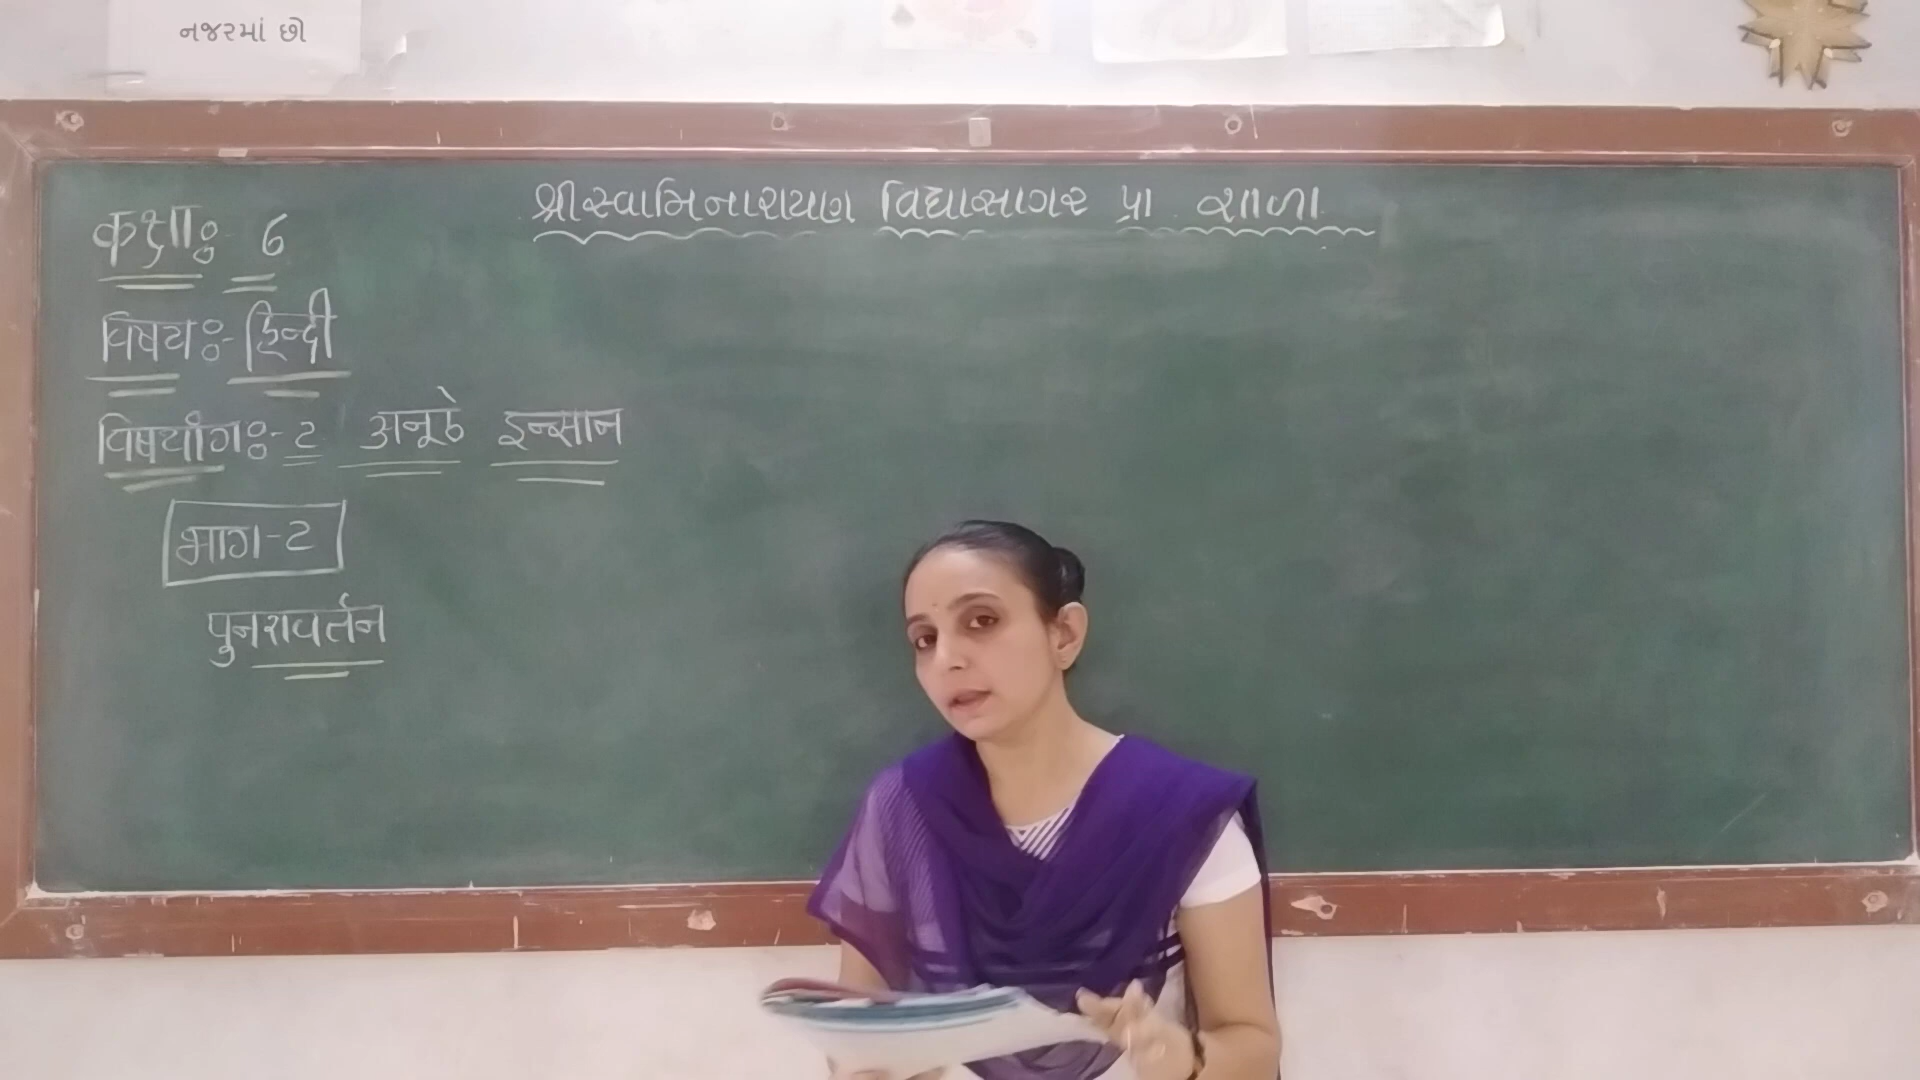 નજરમાં છો
શ્રી સ્વામિનારાયણ વિદ્યાસાગર પ્રા. શાળા
कक्षाः 6
विषयः- हिन्दी
विषयांगः- 2 अनूठे इन्सान
भाग-2
पुनरावर्तन